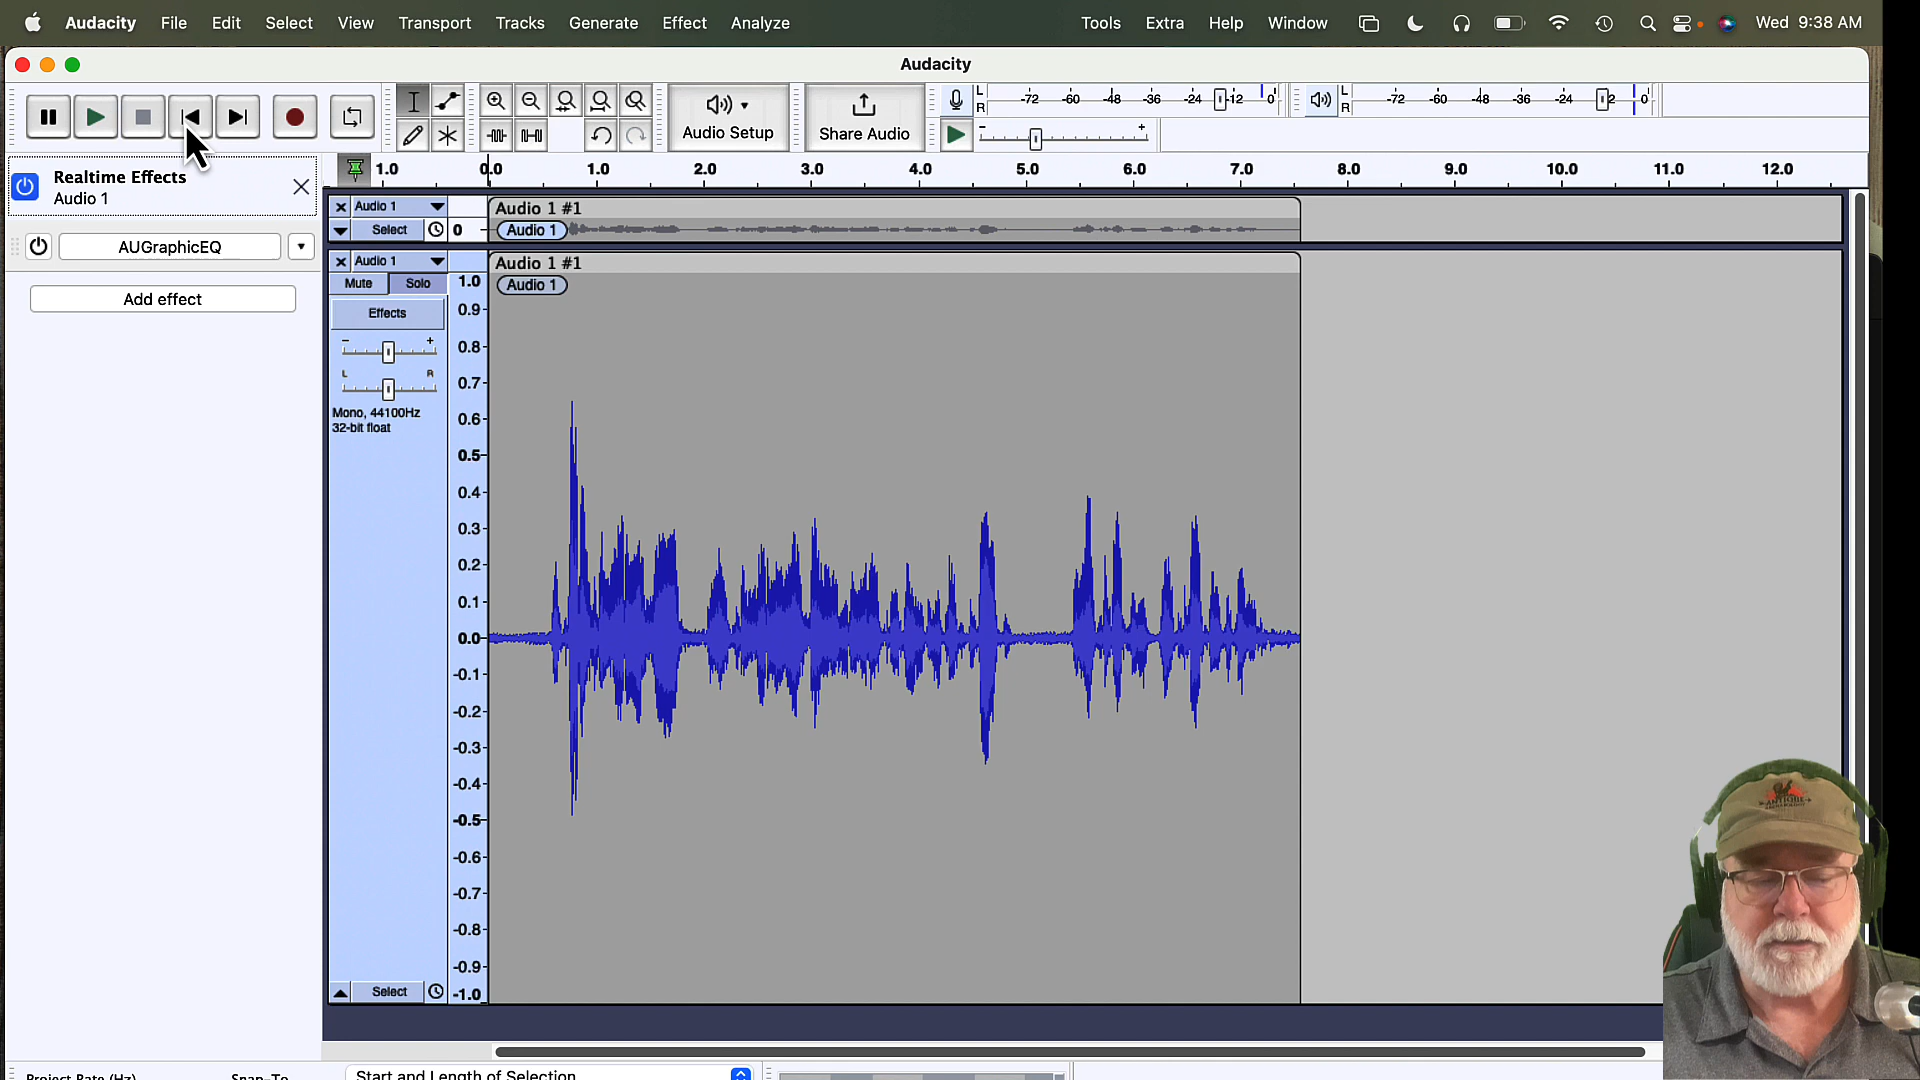 Audacity File Edit Select View Transport Tracks Generate Effect Analyze Tools Extra Help Window Wed 9:38 AM
Audacity
Audio Setup
Share Audio
L
R
-72 -60 -48 -36 -24 -12 0
L
R
-72 -60 -48 -36 -24 0
- +
Realtime Effects
Audio 1
AUGraphicEQ
Add effect
1.0 0.0 1.0 2.0 3.0 4.0 5.0 6.0 7.0 8.0 9.0 10.0 11.0 12.0
Audio 1
Select
0
Audio 1 #1
Audio 1
Audio 1
Mute Solo
Effects
- +
L R
Mono, 44100Hz
32-bit float
Select
1.0
0.9
0.8
0.7
0.6
0.5
0.4
0.3
0.2
0.1
0.0
-0.1
-0.2
-0.3
-0.4
-0.5
-0.6
-0.7
-0.8
-0.9
-1.0
Audio 1 #1
Audio 1
ANTIQUE
Project Rate (Hz) Snap-To Start and Length of Selection